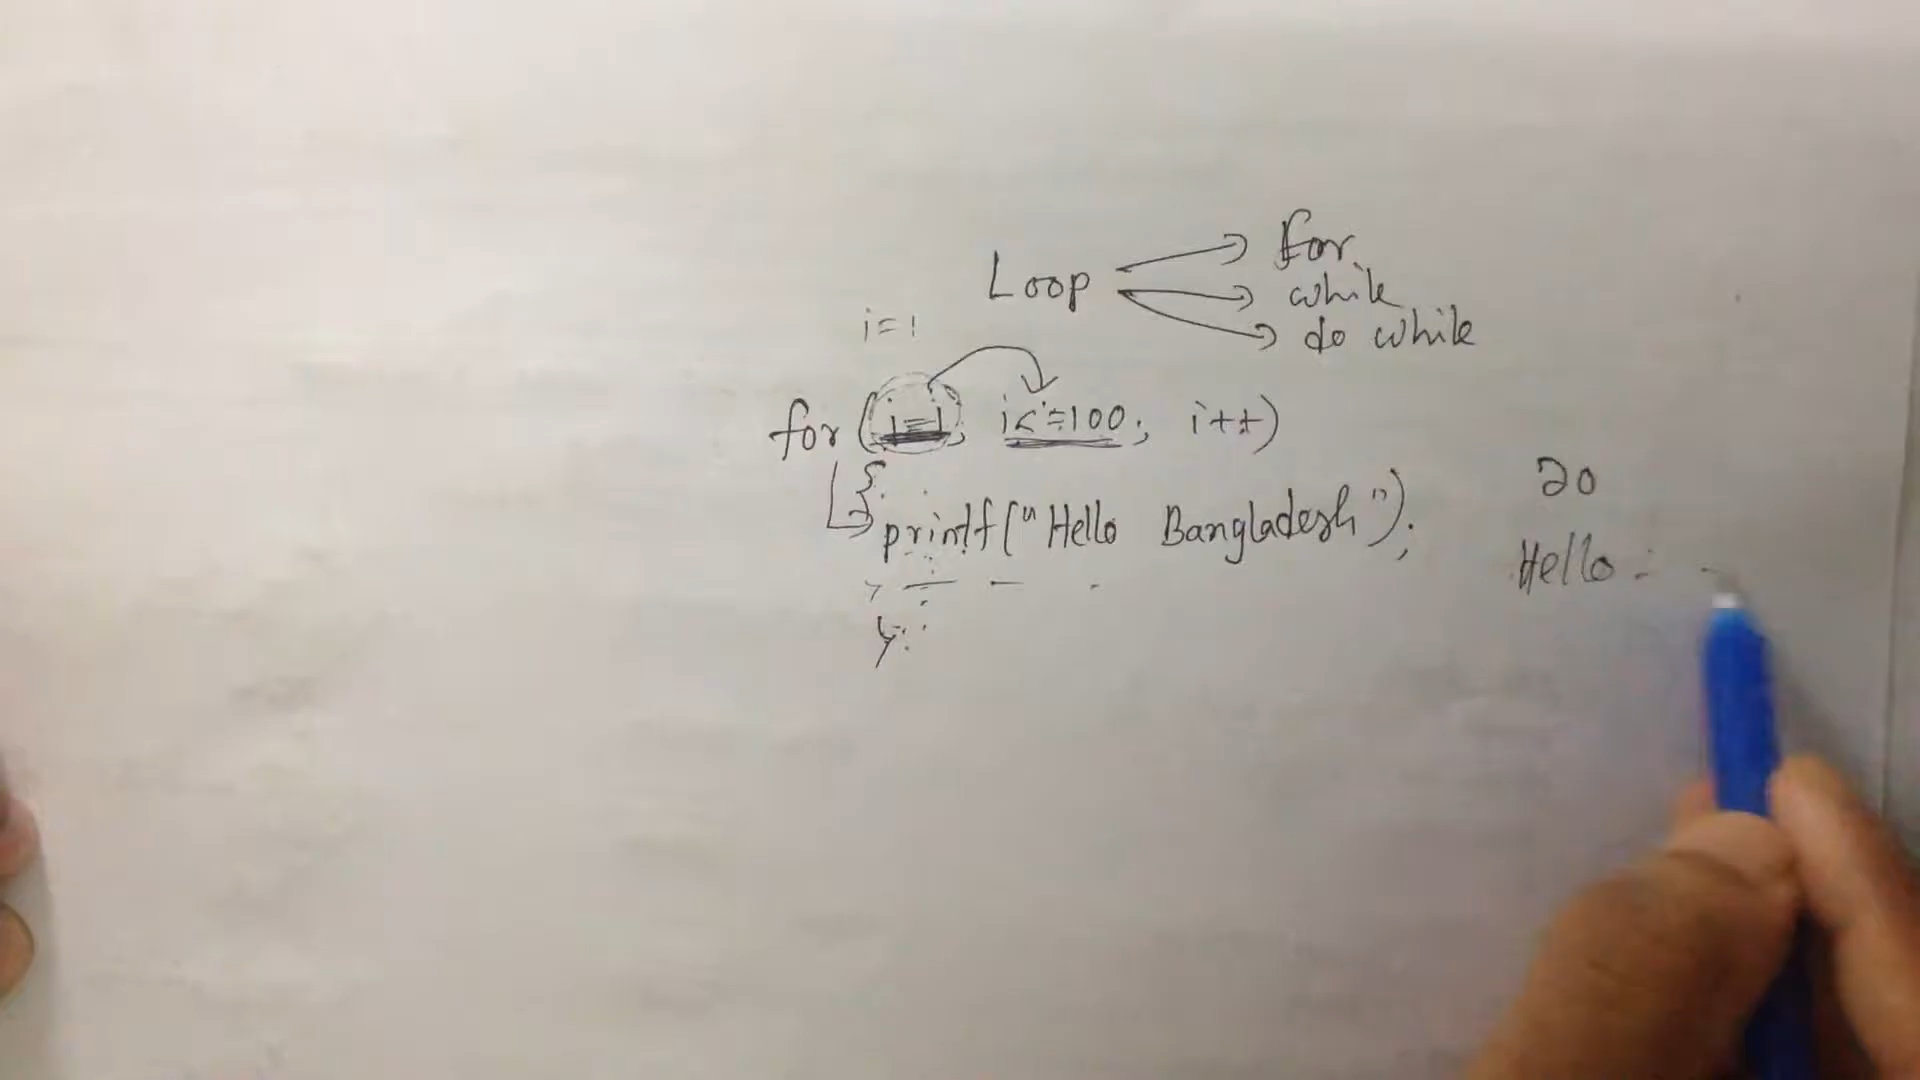 Loop
for
while
do while
i=1
for (i=1; i<=100; i++)
{
printf("Hello Bangladesh");
}
20
Hello